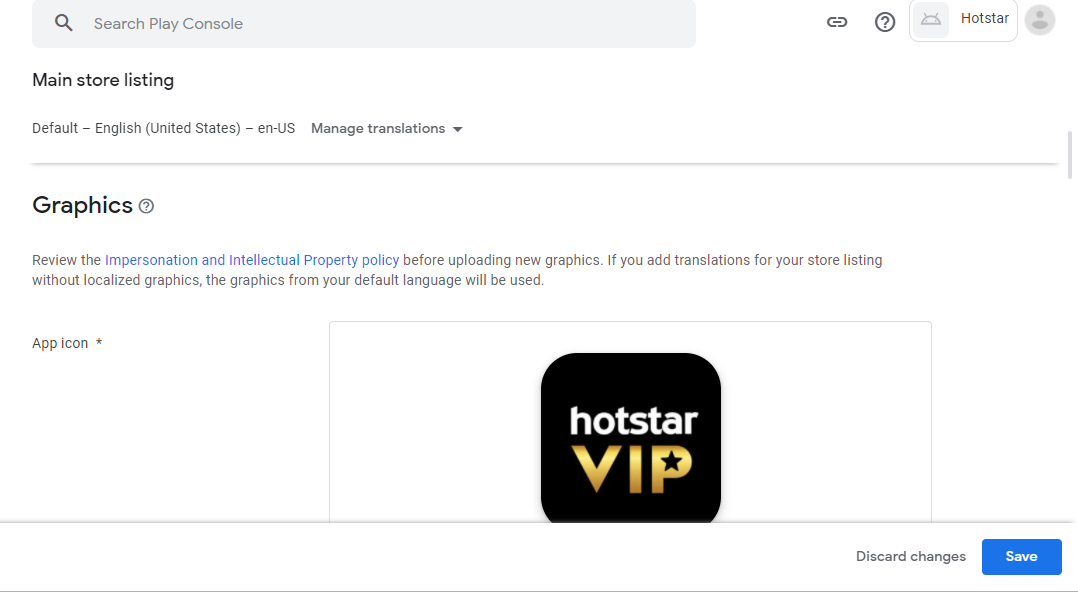 Search Play Console
Hotstar
Main store listing
Default – English (United States) – en-US Manage translations
Graphics
Review the Impersonation and Intellectual Property policy before uploading new graphics. If you add translations for your store listing
without localized graphics, the graphics from your default language will be used.
App icon *
hotstar
VIP
Discard changes Save